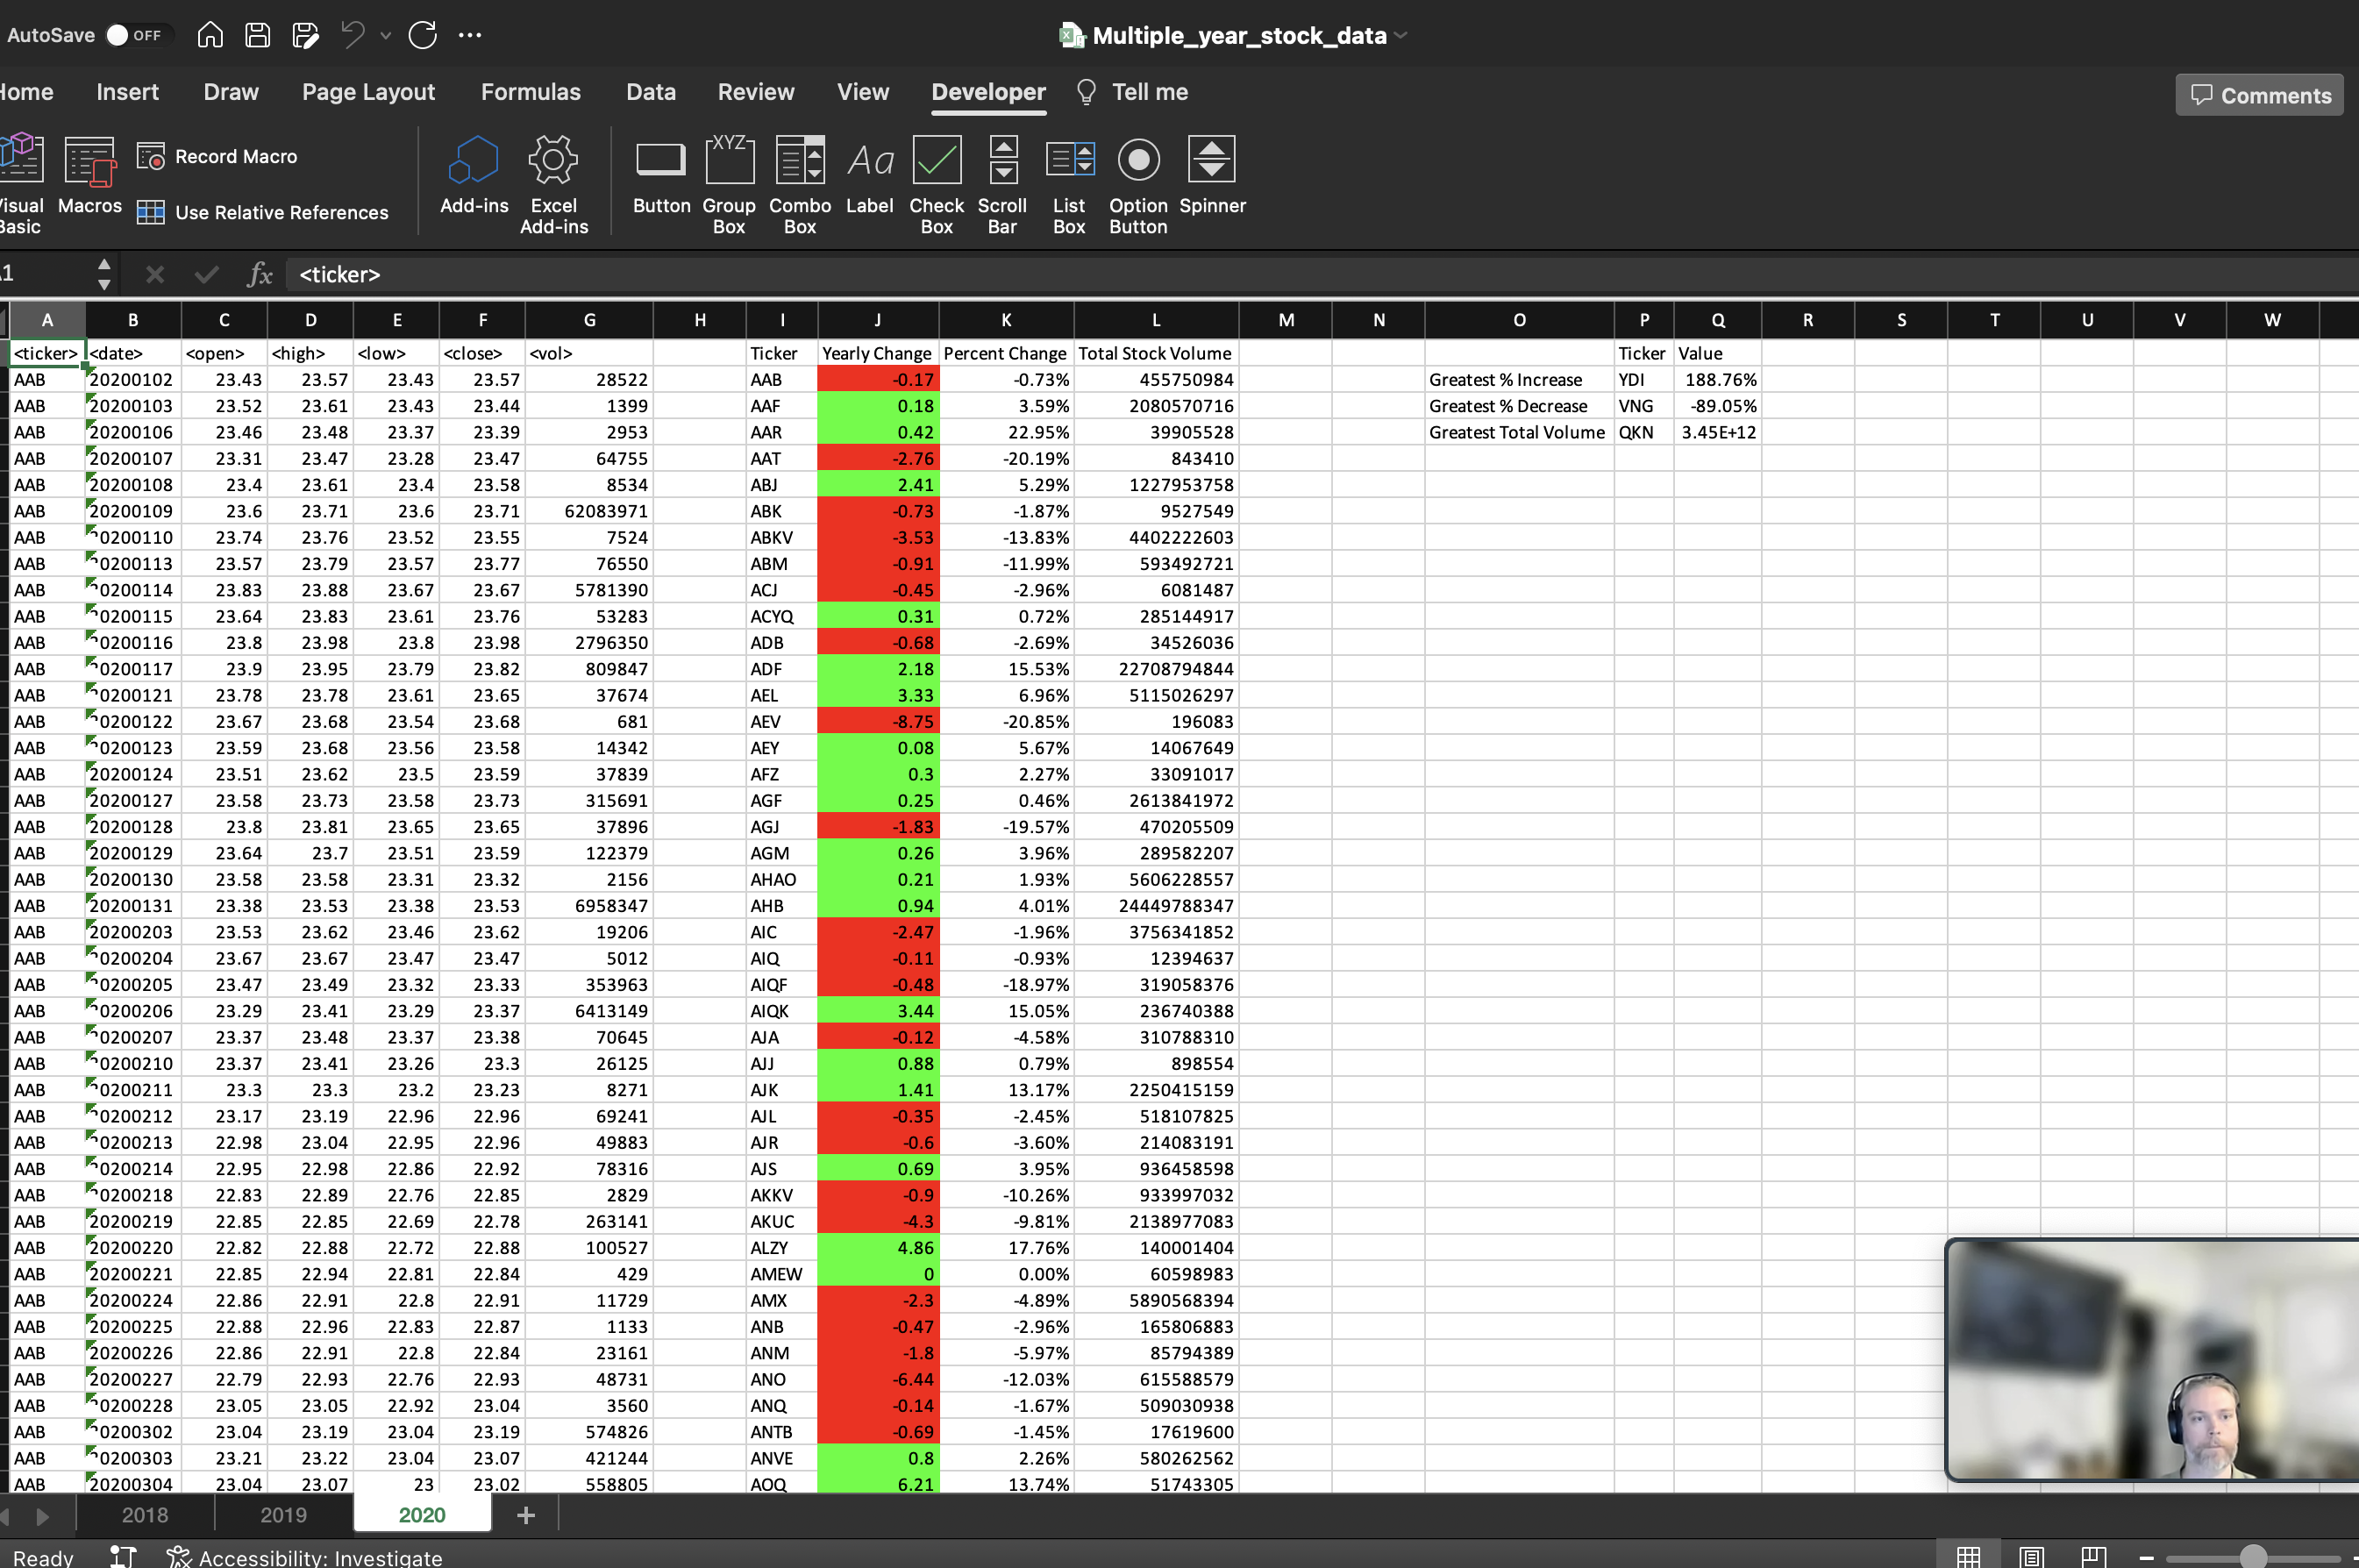 AutoSave OFF Multiple_year_stock_data
Home Insert Draw Page Layout Formulas Data Review View Developer Tell me Comments
Visual Basic Macros Record Macro Use Relative References Add-ins Excel Add-ins Button Group Box Combo Box Label Check Box Scroll Bar List Box Option Button Spinner
XYZ Aa
A1 fx <ticker>
A B C D E F G H I J K L M N O P Q R S T U V W
<ticker> <date> <open> <high> <low> <close> <vol> Ticker Yearly Change Percent Change Total Stock Volume Ticker Value
AAB 20200102 23.43 23.57 23.43 23.57 28522 AAB -0.17 -0.73% 455750984 Greatest % Increase YDI 188.76%
AAB 20200103 23.52 23.61 23.43 23.44 1399 AAF 0.18 3.59% 2080570716 Greatest % Decrease VNG -89.05%
AAB 20200106 23.46 23.48 23.37 23.39 2953 AAR 0.42 22.95% 39905528 Greatest Total Volume QKN 3.45E+12
AAB 20200107 23.31 23.47 23.28 23.47 64755 AAT -2.76 -20.19% 843410
AAB 20200108 23.4 23.61 23.4 23.58 8534 ABJ 2.41 5.29% 1227953758
AAB 20200109 23.6 23.71 23.6 23.71 62083971 ABK -0.73 -1.87% 9527549
AAB 20200110 23.74 23.76 23.52 23.55 7524 ABKV -3.53 -13.83% 4402222603
AAB 20200113 23.57 23.79 23.57 23.77 76550 ABM -0.91 -11.99% 593492721
AAB 20200114 23.83 23.88 23.67 23.67 5781390 ACJ -0.45 -2.96% 6081487
AAB 20200115 23.64 23.83 23.61 23.76 53283 ACYQ 0.31 0.72% 285144917
AAB 20200116 23.8 23.98 23.8 23.98 2796350 ADB -0.68 -2.69% 34526036
AAB 20200117 23.9 23.95 23.79 23.82 809847 ADF 2.18 15.53% 22708794844
AAB 20200121 23.78 23.78 23.61 23.65 37674 AEL 3.33 6.96% 5115026297
AAB 20200122 23.67 23.68 23.54 23.68 681 AEV -8.75 -20.85% 196083
AAB 20200123 23.59 23.68 23.56 23.58 14342 AEY 0.08 5.67% 14067649
AAB 20200124 23.51 23.62 23.5 23.59 37839 AFZ 0.3 2.27% 33091017
AAB 20200127 23.58 23.73 23.58 23.73 315691 AGF 0.25 0.46% 2613841972
AAB 20200128 23.8 23.81 23.65 23.65 37896 AGJ -1.83 -19.57% 470205509
AAB 20200129 23.64 23.7 23.51 23.59 122379 AGM 0.26 3.96% 289582207
AAB 20200130 23.58 23.58 23.31 23.32 2156 AHAO 0.21 1.93% 5606228557
AAB 20200131 23.38 23.53 23.38 23.53 6958347 AHB 0.94 4.01% 24449788347
AAB 20200203 23.53 23.62 23.46 23.62 19206 AIC -2.47 -1.96% 3756341852
AAB 20200204 23.67 23.67 23.47 23.47 5012 AIQ -0.11 -0.93% 12394637
AAB 20200205 23.47 23.49 23.32 23.33 353963 AIQF -0.48 -18.97% 319058376
AAB 20200206 23.29 23.41 23.29 23.37 6413149 AIQK 3.44 15.05% 236740388
AAB 20200207 23.37 23.48 23.37 23.38 70645 AJA -0.12 -4.58% 310788310
AAB 20200210 23.37 23.41 23.26 23.3 26125 AJJ 0.88 0.79% 898554
AAB 20200211 23.3 23.3 23.2 23.23 8271 AJK 1.41 13.17% 2250415159
AAB 20200212 23.17 23.19 22.96 22.96 69241 AJL -0.35 -2.45% 518107825
AAB 20200213 22.98 23.04 22.95 22.96 49883 AJR -0.6 -3.60% 214083191
AAB 20200214 22.95 22.98 22.86 22.92 78316 AJS 0.69 3.95% 936458598
AAB 20200218 22.83 22.89 22.76 22.85 2829 AKKV -0.9 -10.26% 933997032
AAB 20200219 22.85 22.85 22.69 22.78 263141 AKUC -4.3 -9.81% 2138977083
AAB 20200220 22.82 22.88 22.72 22.88 100527 ALZY 4.86 17.76% 140001404
AAB 20200221 22.85 22.94 22.81 22.84 429 AMEW 0 0.00% 60598983
AAB 20200224 22.86 22.91 22.8 22.91 11729 AMX -2.3 -4.89% 5890568394
AAB 20200225 22.88 22.96 22.83 22.87 1133 ANB -0.47 -2.96% 165806883
AAB 20200226 22.86 22.91 22.8 22.84 23161 ANM -1.8 -5.97% 85794389
AAB 20200227 22.79 22.93 22.76 22.93 48731 ANO -6.44 -12.03% 615588579
AAB 20200228 23.05 23.05 22.92 23.04 3560 ANQ -0.14 -1.67% 509030938
AAB 20200302 23.04 23.19 23.04 23.19 574826 ANTB -0.69 -1.45% 17619600
AAB 20200303 23.21 23.22 23.04 23.07 421244 ANVE 0.8 2.26% 580262562
AAB 20200304 23.04 23.07 23 23.02 558805 AOQ 6.21 13.74% 51743305
2018 2019 2020 +
Ready Accessibility: Investigate